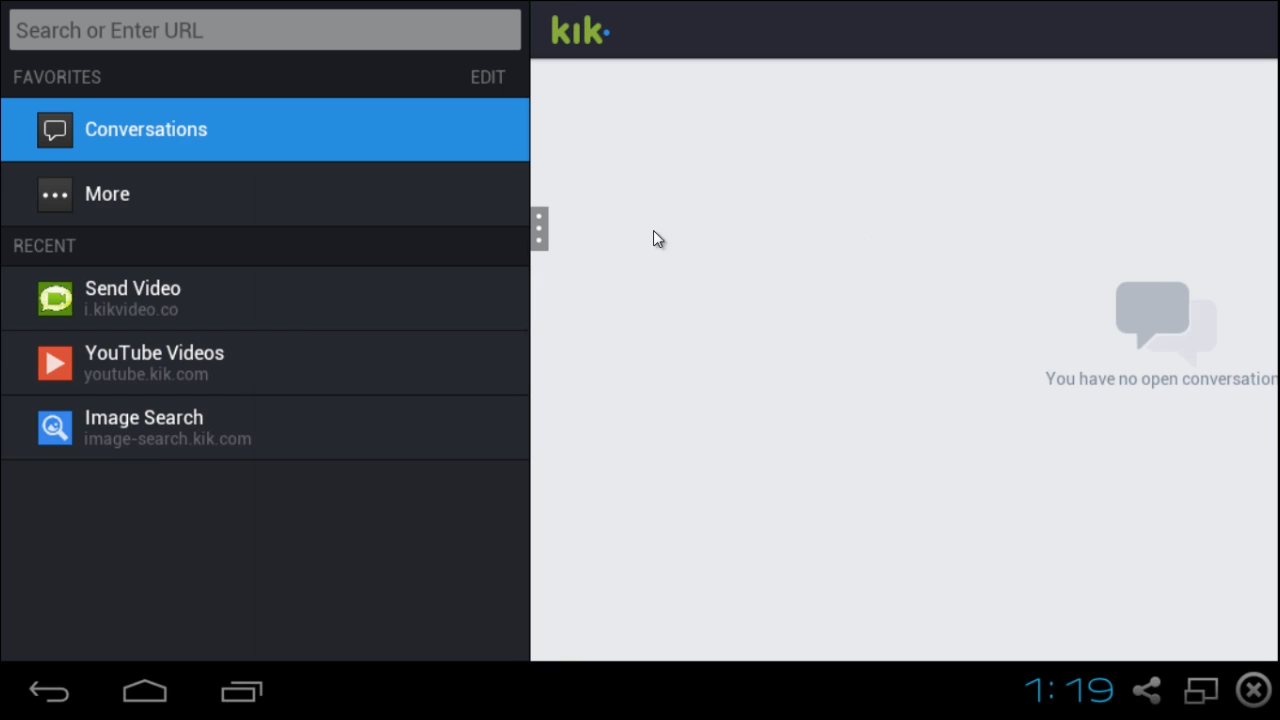 Search or Enter URL
FAVORITES EDIT
Conversations
More
RECENT
Send Video
i.kikvideo.co
YouTube Videos
youtube.kik.com
Image Search
image-search.kik.com
kik
You have no open conversation
1:19